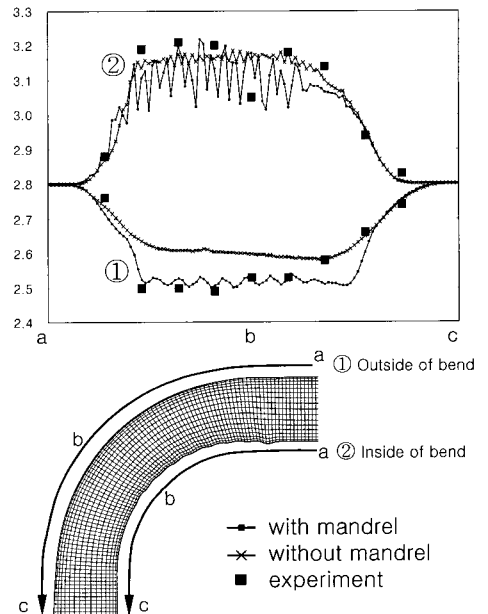 3.3
3.2
3.1
3.0
2.9
2.8
2.7
2.6
2.5
2.4
②
①
a b c
a
① Outside of bend
b
a ② Inside of bend
b
c c
with mandrel
without mandrel
experiment